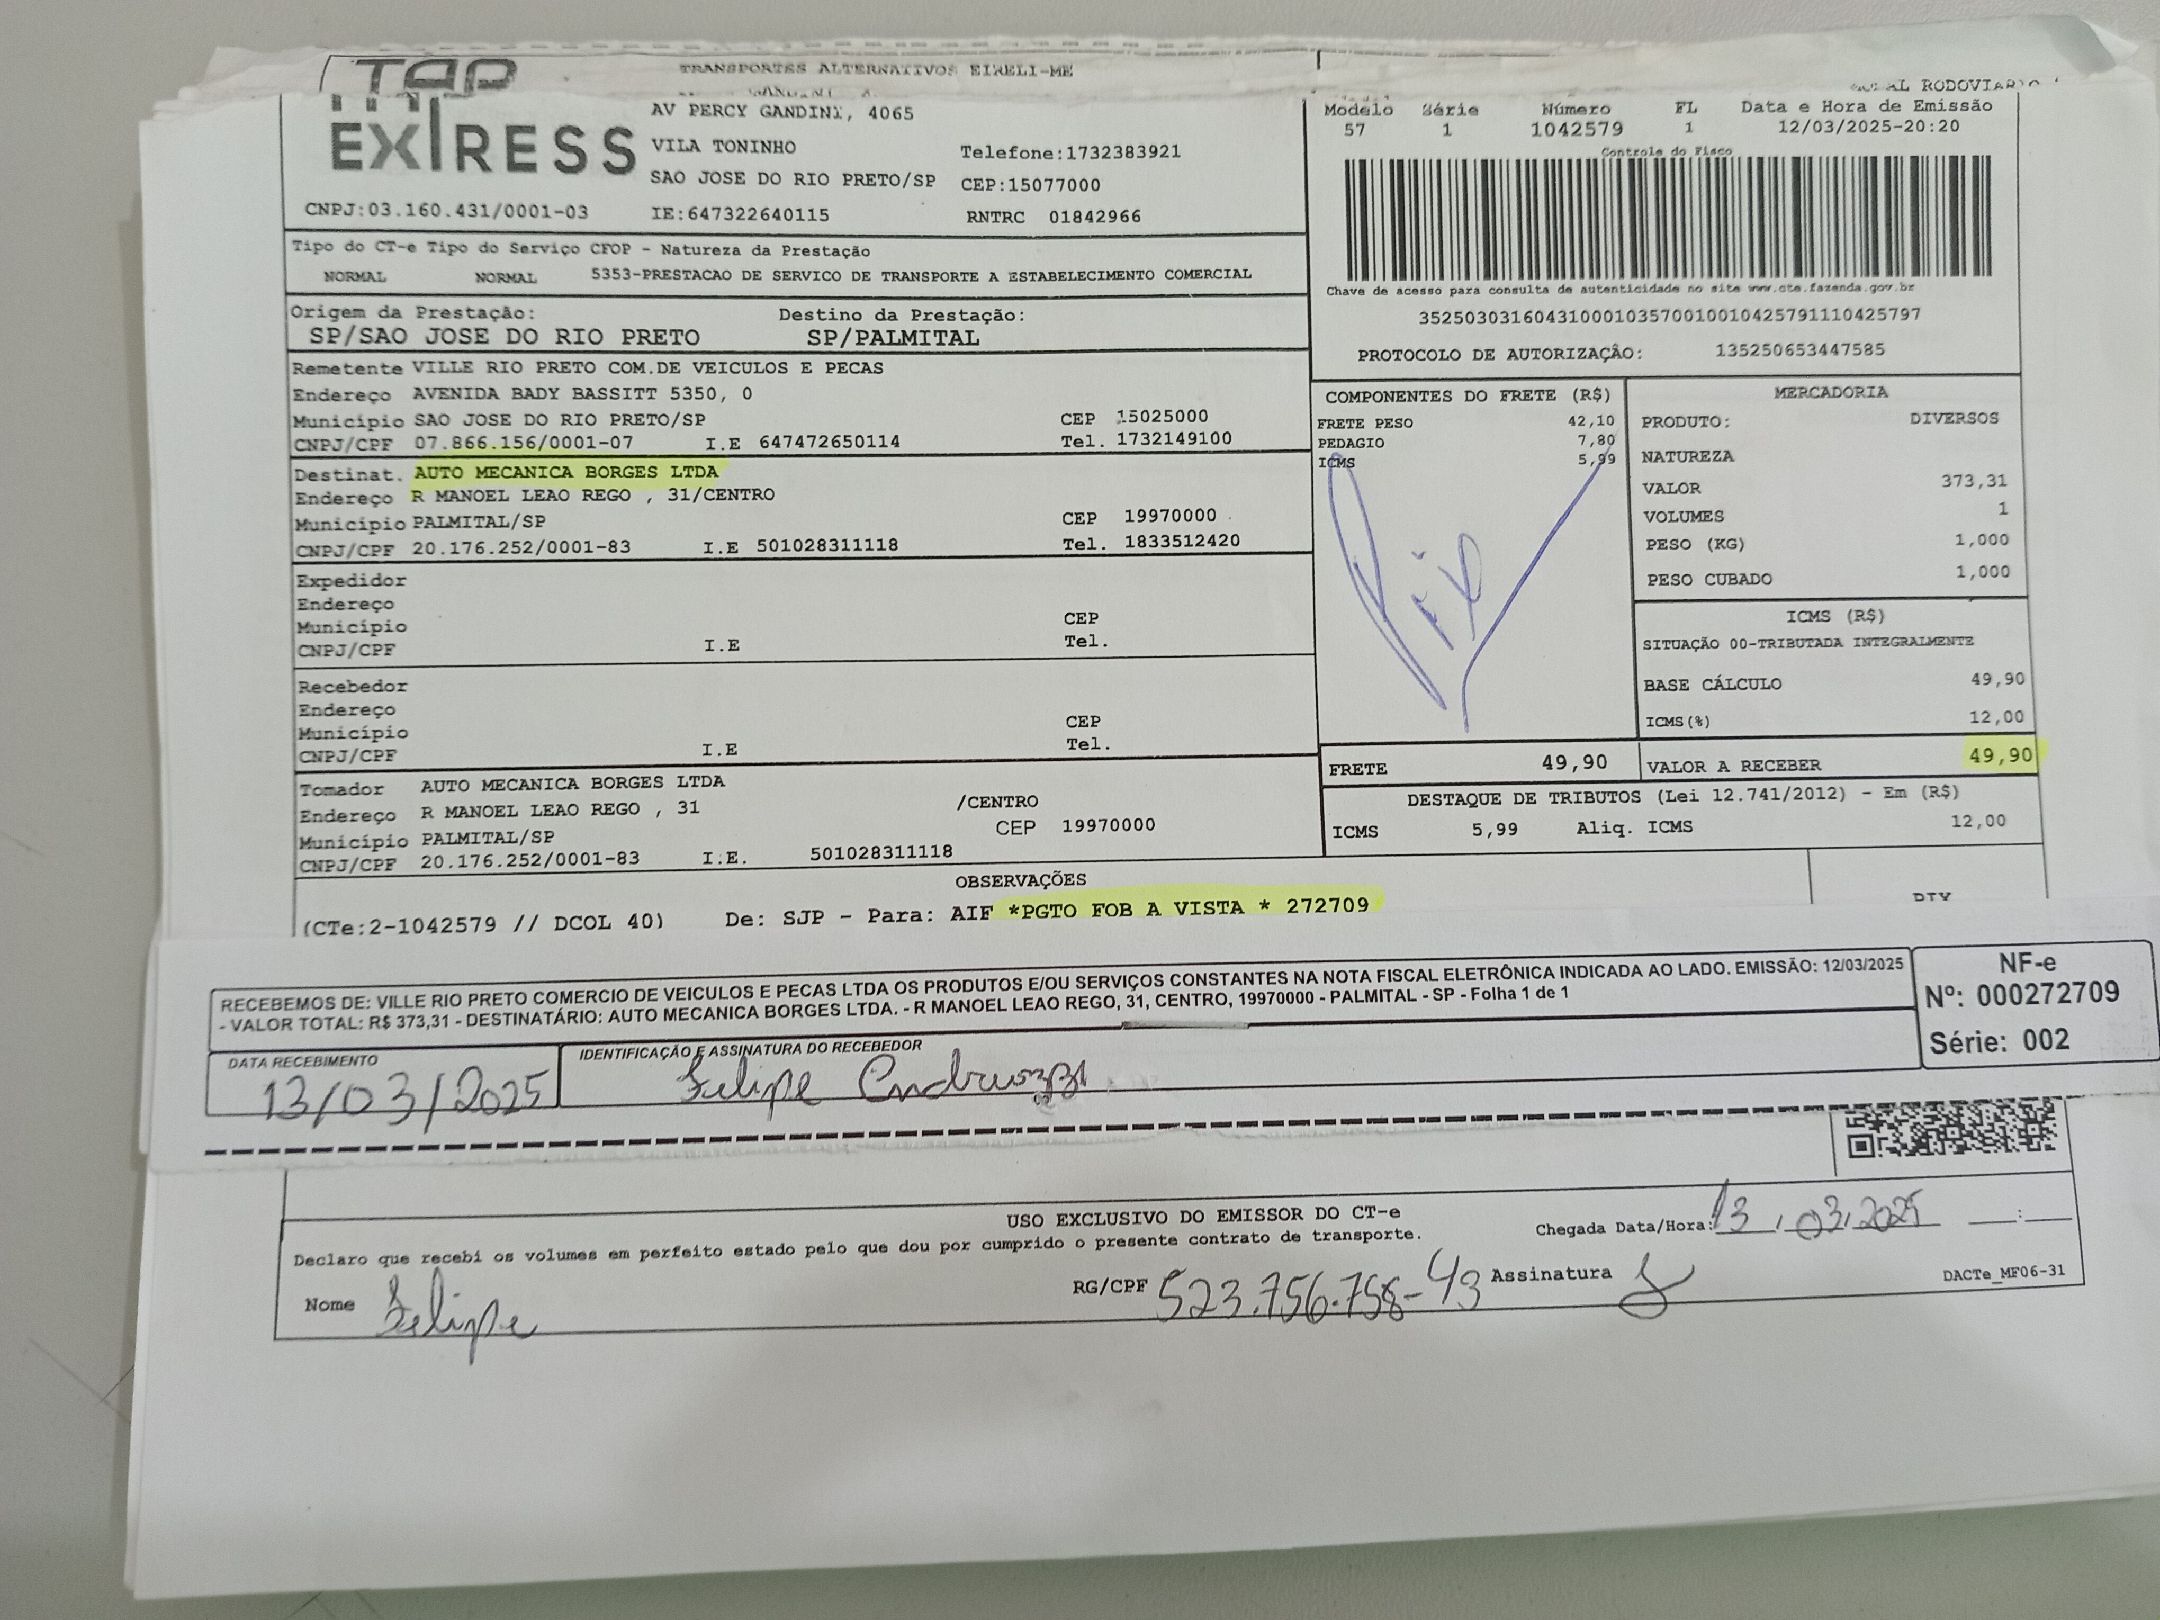 TAP
EXPRESS
TRANSPORTES ALTERNATIVOS EIRELI-ME
AV PERCY GANDINI, 4065
VILA TONINHO
Telefone:1732383921
SAO JOSE DO RIO PRETO/SP CEP:15077000
CNPJ:03.160.431/0001-03 IE:647322640115 RNTRC 01842966
RODOVIARIO
Modelo Série Número FL Data e Hora de Emissão
57 1 1042579 1 12/03/2025-20:20
Controle do Fisco
Chave de acesso para consulta de autenticidade no site www.cte.fazenda.gov.br
35250303160431000103570010010425791110425797
PROTOCOLO DE AUTORIZAÇÂO: 135250653447585
Tipo do CT-e Tipo do Serviço CFOP - Natureza da Prestação
NORMAL NORMAL 5353-PRESTACAO DE SERVICO DE TRANSPORTE A ESTABELECIMENTO COMERCIAL
Origem da Prestação: Destino da Prestação:
SP/SAO JOSE DO RIO PRETO SP/PALMITAL
Remetente VILLE RIO PRETO COM.DE VEICULOS E PECAS
Endereço AVENIDA BADY BASSITT 5350, 0
Município SAO JOSE DO RIO PRETO/SP CEP 15025000
CNPJ/CPF 07.866.156/0001-07 I.E 647472650114 Tel. 1732149100
Destinat. AUTO MECANICA BORGES LTDA
Endereço R MANOEL LEAO REGO , 31/CENTRO
Município PALMITAL/SP CEP 19970000
CNPJ/CPF 20.176.252/0001-83 I.E 501028311118 Tel. 1833512420
Expedidor
Endereço CEP
Município Tel.
CNPJ/CPF I.E
Recebedor
Endereço CEP
Município Tel.
CNPJ/CPF I.E
Tomador AUTO MECANICA BORGES LTDA
Endereço R MANOEL LEAO REGO , 31 /CENTRO
Município PALMITAL/SP CEP 19970000
CNPJ/CPF 20.176.252/0001-83 I.E. 501028311118
COMPONENTES DO FRETE (R$)
FRETE PESO 42,10
PEDAGIO 7,80
ICMS 5,99
Pix
MERCADORIA
PRODUTO: DIVERSOS
NATUREZA
VALOR 373,31
VOLUMES 1
PESO (KG) 1,000
PESO CUBADO 1,000
ICMS (R$)
SITUAÇÃO 00-TRIBUTADA INTEGRALMENTE
BASE CÁLCULO 49,90
ICMS(%) 12,00
FRETE 49,90 VALOR A RECEBER 49,90
DESTAQUE DE TRIBUTOS (Lei 12.741/2012) - Em (R$)
ICMS 5,99 Aliq. ICMS 12,00
OBSERVAÇÕES
(CTe:2-1042579 // DCOL 40) De: SJP - Para: AIF *PGTO FOB A VISTA * 272709
RECEBEMOS DE: VILLE RIO PRETO COMERCIO DE VEICULOS E PECAS LTDA OS PRODUTOS E/OU SERVIÇOS CONSTANTES NA NOTA FISCAL ELETRÔNICA INDICADA AO LADO. EMISSÃO: 12/03/2025
- VALOR TOTAL: R$ 373,31 - DESTINATÁRIO: AUTO MECANICA BORGES LTDA. - R MANOEL LEAO REGO, 31, CENTRO, 19970000 - PALMITAL - SP - Folha 1 de 1
NF-e
Nº: 000272709
Série: 002
DATA RECEBIMENTO IDENTIFICAÇÃO E ASSINATURA DO RECEBEDOR
13/03/2025 Felipe
USO EXCLUSIVO DO EMISSOR DO CT-e
Declaro que recebi os volumes em perfeito estado pelo que dou por cumprido o presente contrato de transporte.
Chegada Data/Hora: 13/03/2025 __:__
Nome Felipe RG/CPF 523.756.758-43 Assinatura
DACTe_MF06-31